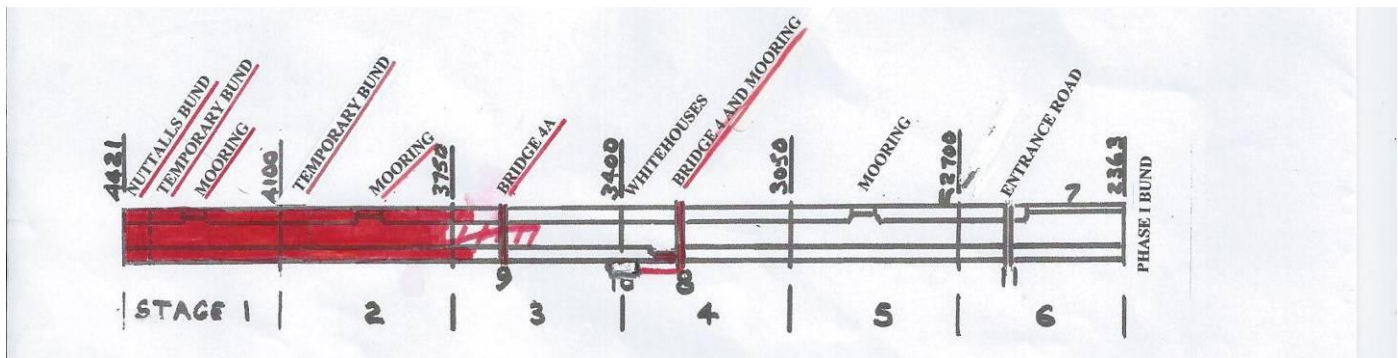 4421
NUTTALLS BUND
TEMPORARY BUND
MOORING
4100
TEMPORARY BUND
MOORING
3750
BRIDGE 4A
3400
WHITEHOUSES
BRIDGE 4 AND MOORING
3050
MOORING
2700
ENTRANCE ROAD
7
2363
PHASE I BUND
9
10
8
11
STAGE 1
2
3
4
5
6